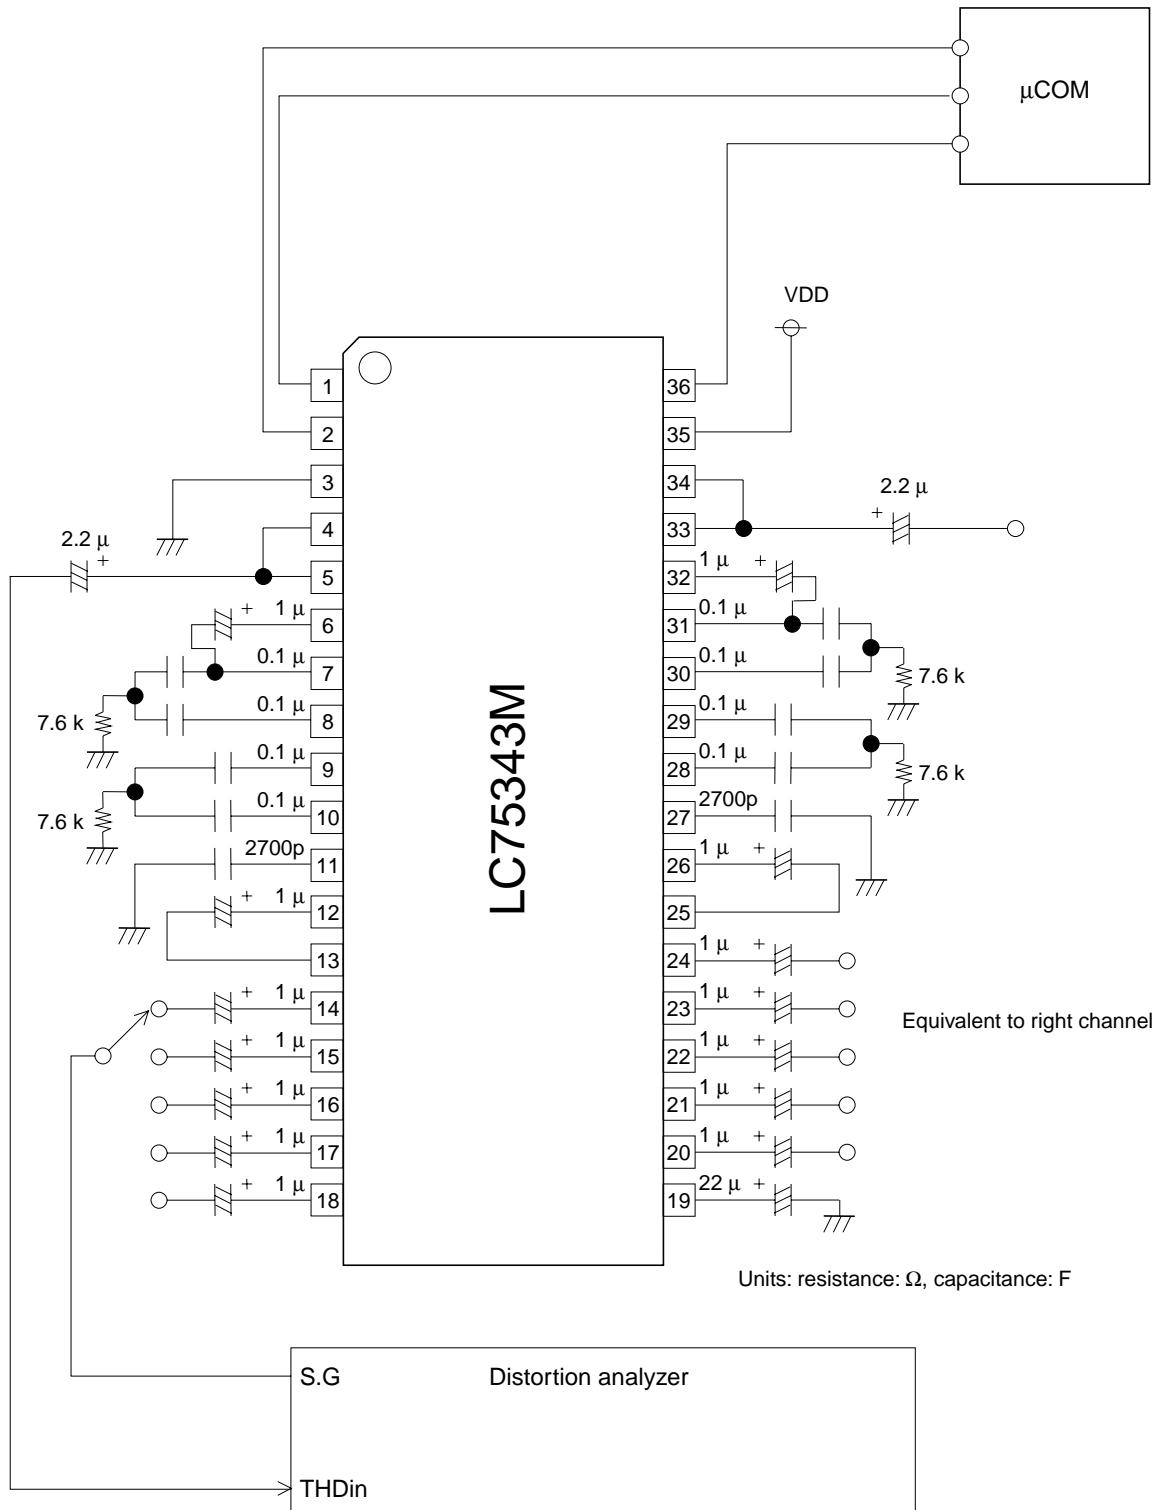 μCOM
VDD
1 36
2 35
3 34
2.2 μ
4 33 +
2.2 μ
+ 5 1 μ + 32
+ 1 μ 6 0.1 μ 31
0.1 μ 7 0.1 μ 30
7.6 k
7.6 k 0.1 μ 8 0.1 μ 29
0.1 μ 9 0.1 μ 28
7.6 k
7.6 k 0.1 μ 10 2700p 27
2700p 11 1 μ + 26
+ 1 μ 12 25
13 1 μ + 24
+ 1 μ 14 1 μ + 23
Equivalent to right channel
+ 1 μ 15 1 μ + 22
+ 1 μ 16 1 μ + 21
+ 1 μ 17 1 μ + 20
+ 1 μ 18 22 μ + 19
LC75343M
Units: resistance: Ω, capacitance: F
S.G Distortion analyzer
THDin